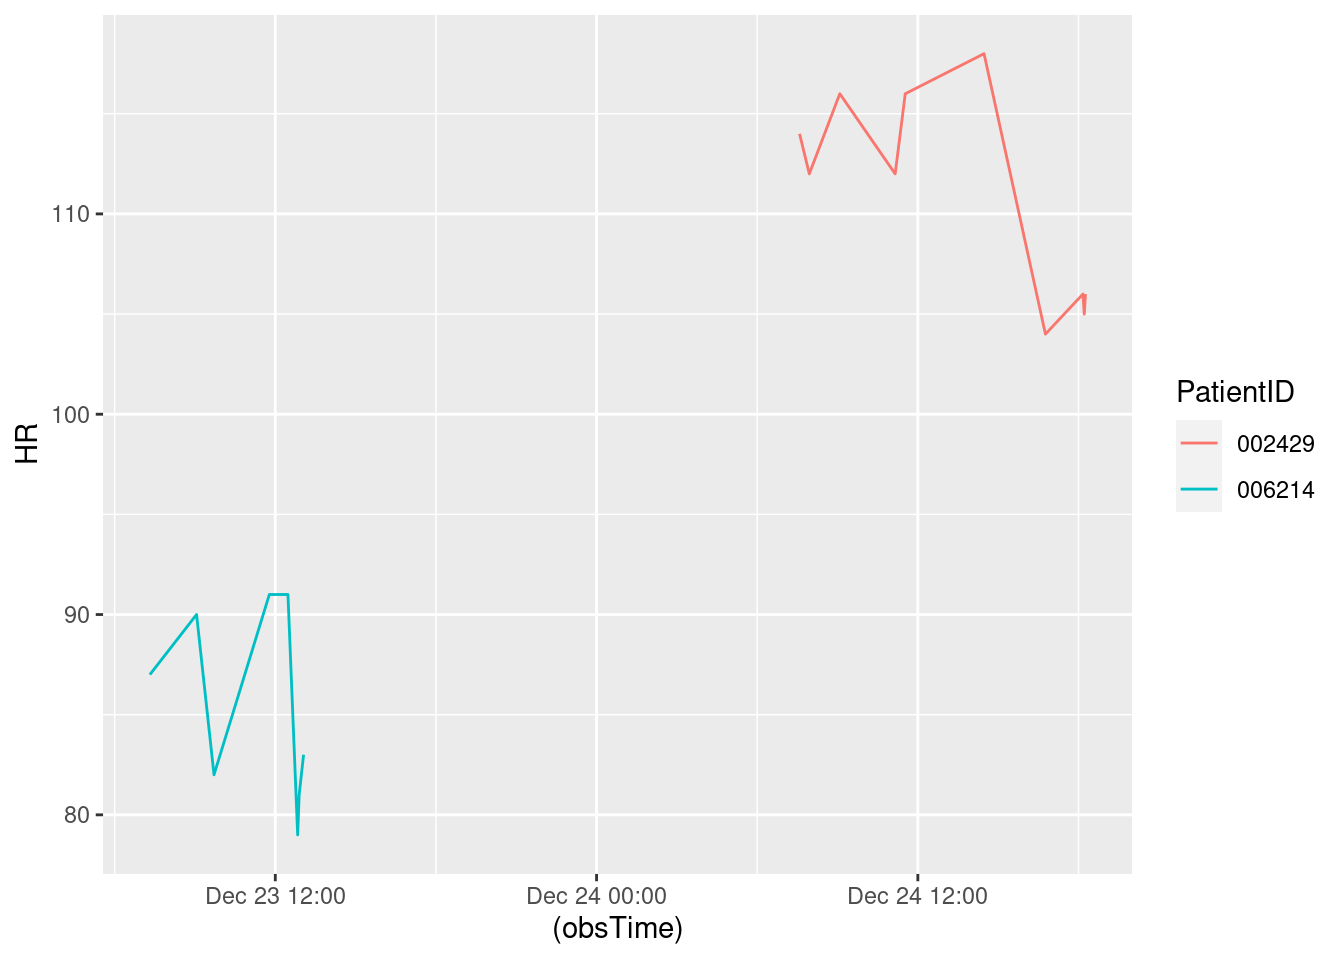 HR
110
100
90
80
Dec 23 12:00
Dec 24 00:00
Dec 24 12:00
(obsTime)
PatientID
002429
006214